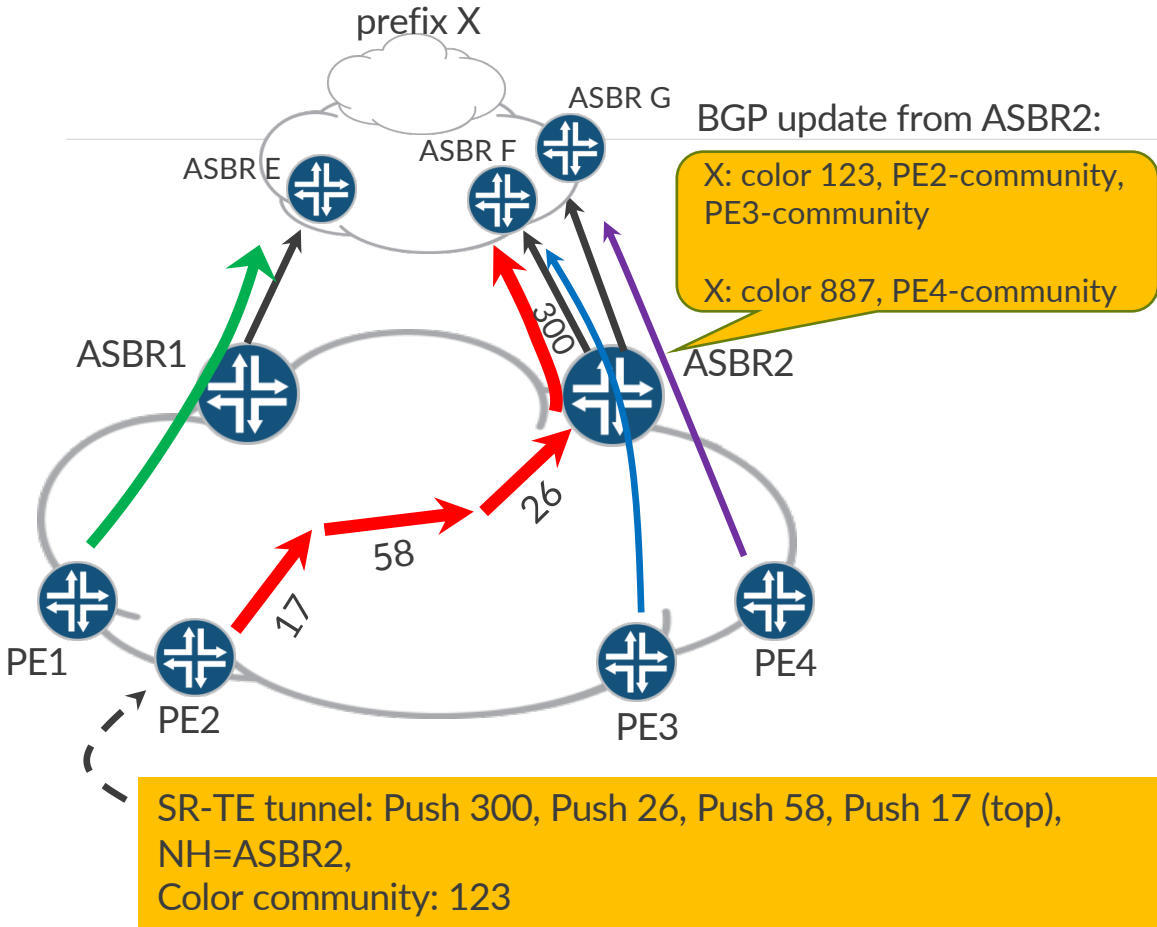 prefix X
ASBR G
BGP update from ASBR2:
ASBR F
ASBR E
X: color 123, PE2-community,
PE3-community
X: color 887, PE4-community
300
ASBR1
ASBR2
26
58
17
PE1
PE2
PE3
PE4
SR-TE tunnel: Push 300, Push 26, Push 58, Push 17 (top),
NH=ASBR2,
Color community: 123